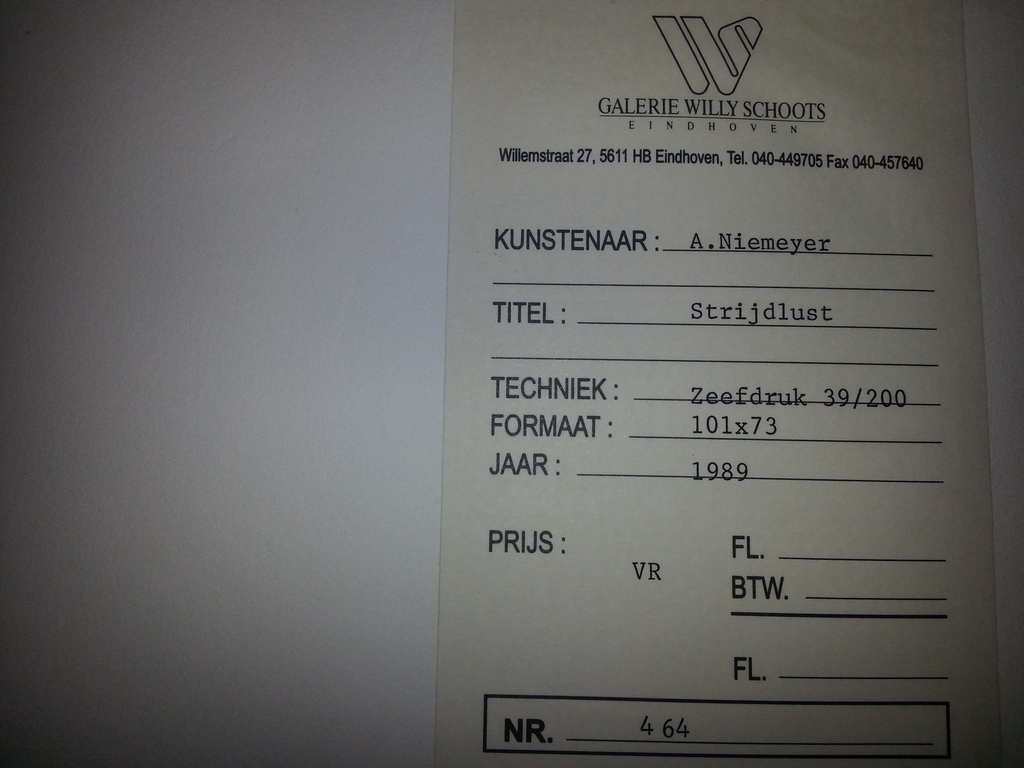 WS
GALERIE WILLY SCHOOTS
EINDHOVEN
Willemstraat 27, 5611 HB Eindhoven, Tel. 040-449705 Fax 040-457640
KUNSTENAAR : A.Niemeyer
TITEL : Strijdlust
TECHNIEK : Zeefdruk 39/200
FORMAAT : 101x73
JAAR : 1989
PRIJS : FL.
VR
BTW.
FL.
NR. 4 64